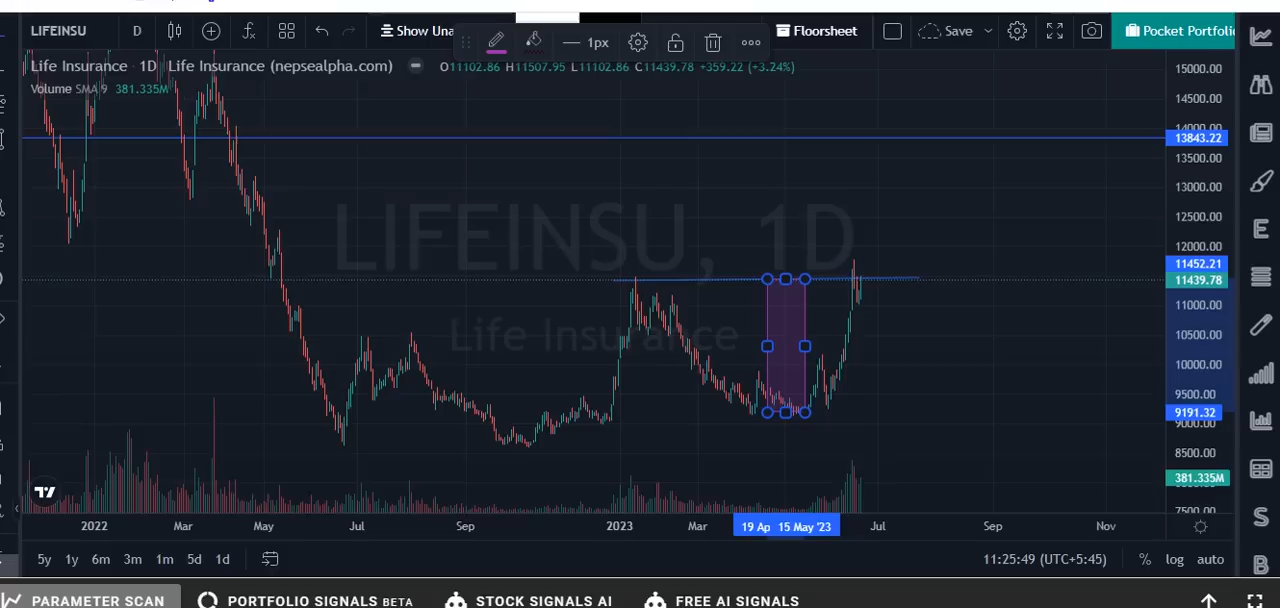 LIFEINSU D Show Una 1px Floorsheet Save Pocket Portfolio
Life Insurance 1D Life Insurance (nepsealpha.com) O11102.86 H11507.95 L11102.86 C11439.78 +359.22 (+3.24%)
Volume SMA 9 381.335M
LIFEINSU, 1D
Life Insurance
15000.00
14500.00
14000.00
13843.22
13500.00
13000.00
12500.00
12000.00
11452.21
11439.78
11000.00
10500.00
10000.00
9500.00
9191.32
9000.00
8500.00
381.335M
7500.00
2022 Mar May Jul Sep 2023 Mar 19 Ap 15 May '23 Jul Sep Nov
5y 1y 6m 3m 1m 5d 1d 11:25:49 (UTC+5:45) % log auto
PARAMETER SCAN PORTFOLIO SIGNALS BETA STOCK SIGNALS AI FREE AI SIGNALS
E
S
B